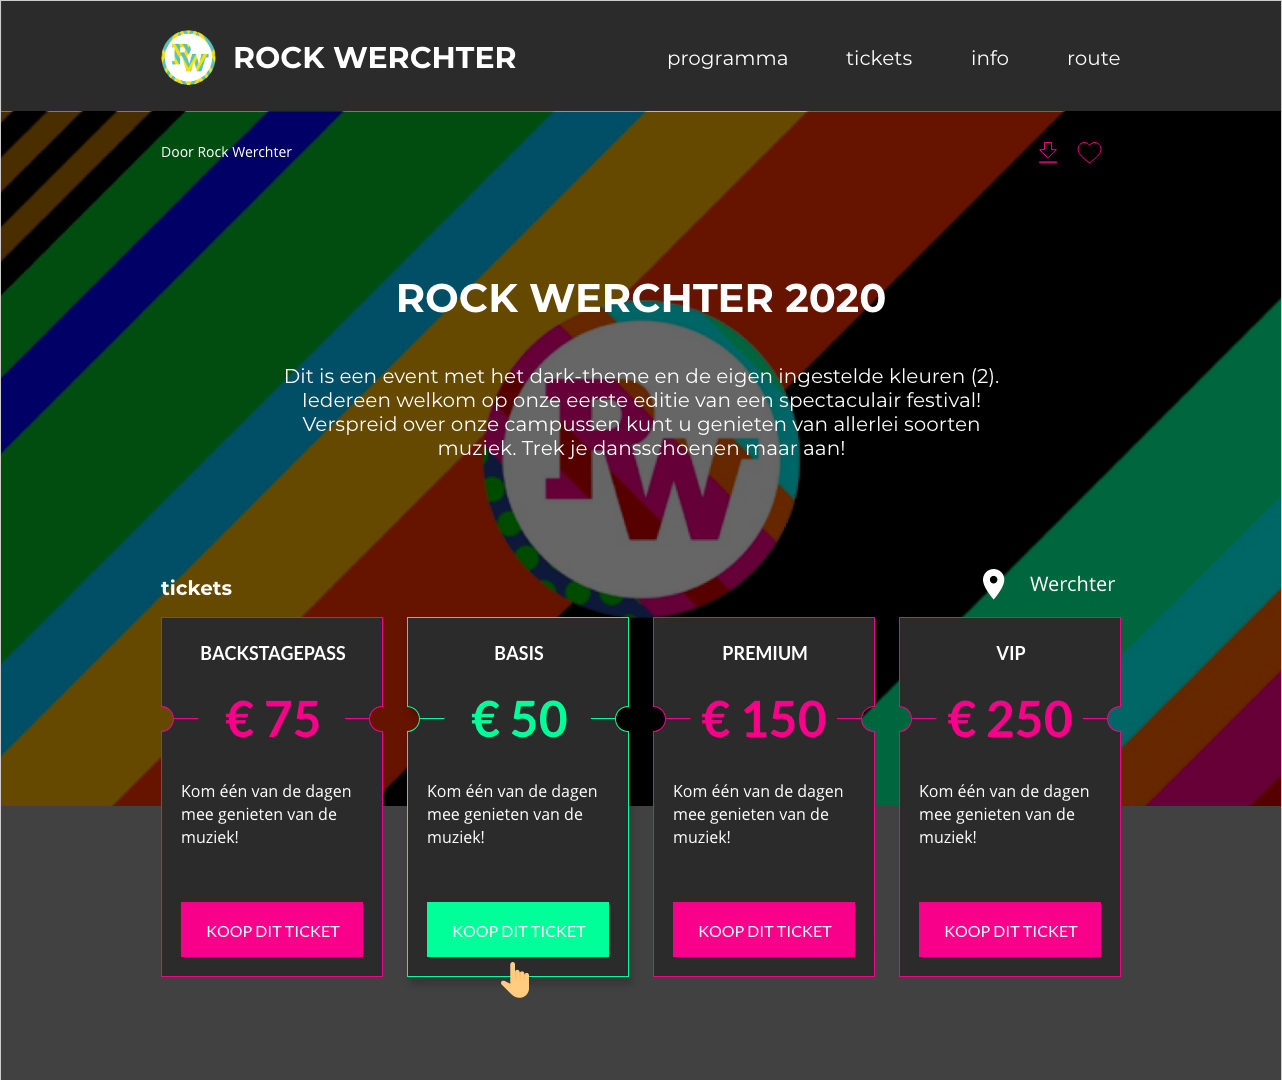 RW
ROCK WERCHTER
programma
tickets
info
route
Door Rock Werchter
ROCK WERCHTER 2020
Dit is een event met het dark-theme en de eigen ingestelde kleuren (2).
Iedereen welkom op onze eerste editie van een spectaculair festival!
Verspreid over onze campussen kunt u genieten van allerlei soorten
muziek. Trek je dansschoenen maar aan!
RW
tickets
Werchter
BACKSTAGEPASS
€ 75
Kom één van de dagen
mee genieten van de
muziek!
KOOP DIT TICKET
BASIS
€ 50
Kom één van de dagen
mee genieten van de
muziek!
KOOP DIT TICKET
PREMIUM
€ 150
Kom één van de dagen
mee genieten van de
muziek!
KOOP DIT TICKET
VIP
€ 250
Kom één van de dagen
mee genieten van de
muziek!
KOOP DIT TICKET